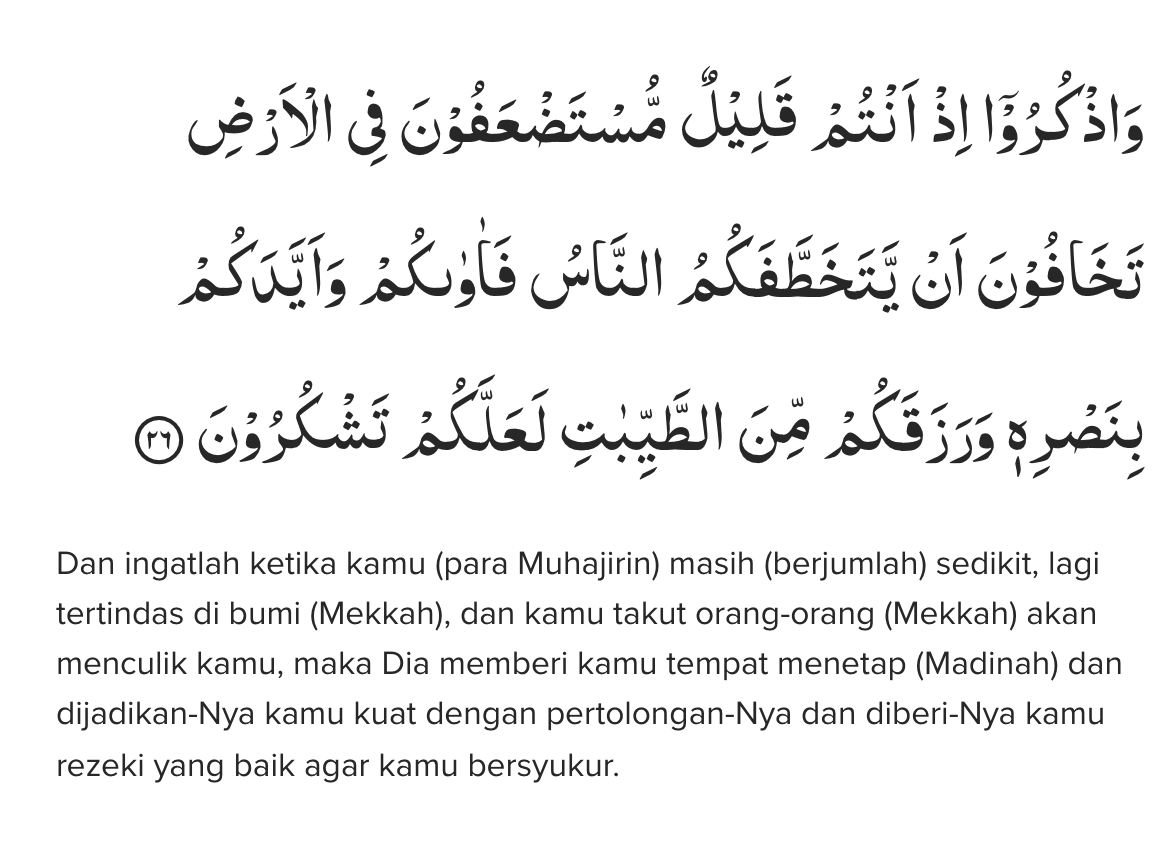 وَاذْكُرُوْٓا اِذْ اَنْتُمْ قَلِيْلٌ مُّسْتَضْعَفُوْنَ فِى الْاَرْضِ
تَخَافُوْنَ اَنْ يَّتَخَطَّفَكُمُ النَّاسُ فَاٰوٰىكُمْ وَاَيَّدَكُمْ
بِنَصْرِهٖ وَرَزَقَكُمْ مِّنَ الطَّيِّبٰتِ لَعَلَّكُمْ تَشْكُرُوْنَ ٢٦
Dan ingatlah ketika kamu (para Muhajirin) masih (berjumlah) sedikit, lagi
tertindas di bumi (Mekkah), dan kamu takut orang-orang (Mekkah) akan
menculik kamu, maka Dia memberi kamu tempat menetap (Madinah) dan
dijadikan-Nya kamu kuat dengan pertolongan-Nya dan diberi-Nya kamu
rezeki yang baik agar kamu bersyukur.